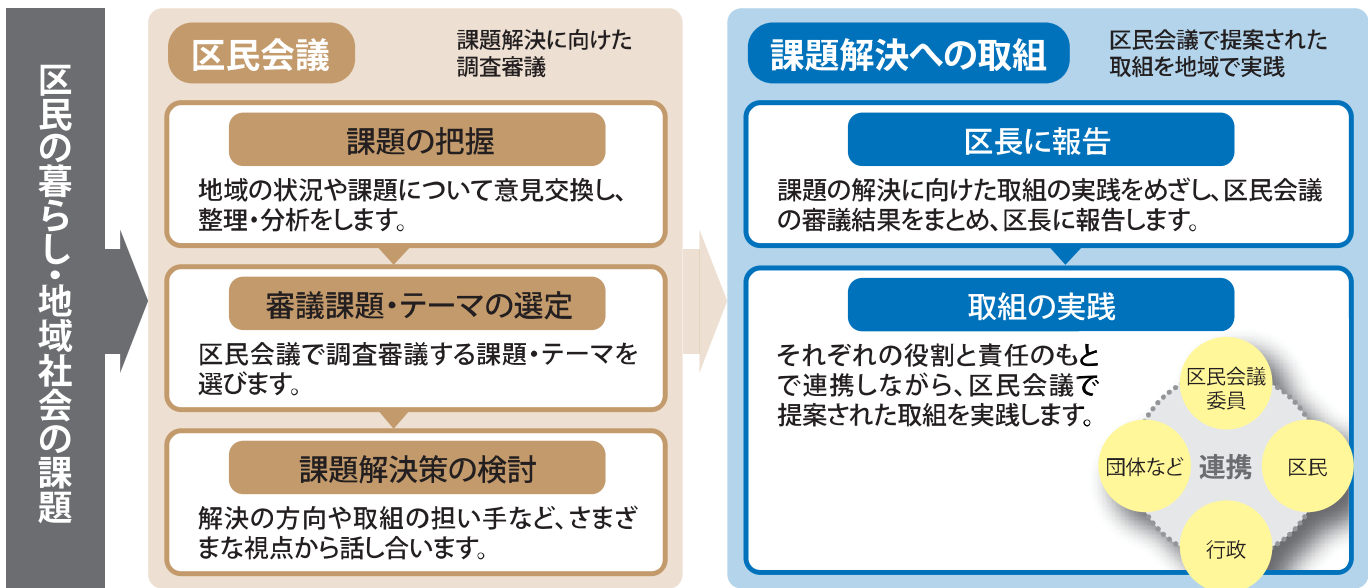 区民の暮らし・地域社会の課題
区民会議
課題解決に向けた
調査審議
課題の把握
地域の状況や課題について意見交換し、
整理・分析をします。
審議課題・テーマの選定
区民会議で調査審議する課題・テーマを
選びます。
課題解決策の検討
解決の方向や取組の担い手など、さまざ
まな視点から話し合います。
課題解決への取組
区民会議で提案された
取組を地域で実践
区長に報告
課題の解決に向けた取組の実践をめざし、区民会議
の審議結果をまとめ、区長に報告します。
取組の実践
それぞれの役割と責任のもと
で連携しながら、区民会議で
提案された取組を実践します。
区民会議
委員
団体など
連携
区民
行政